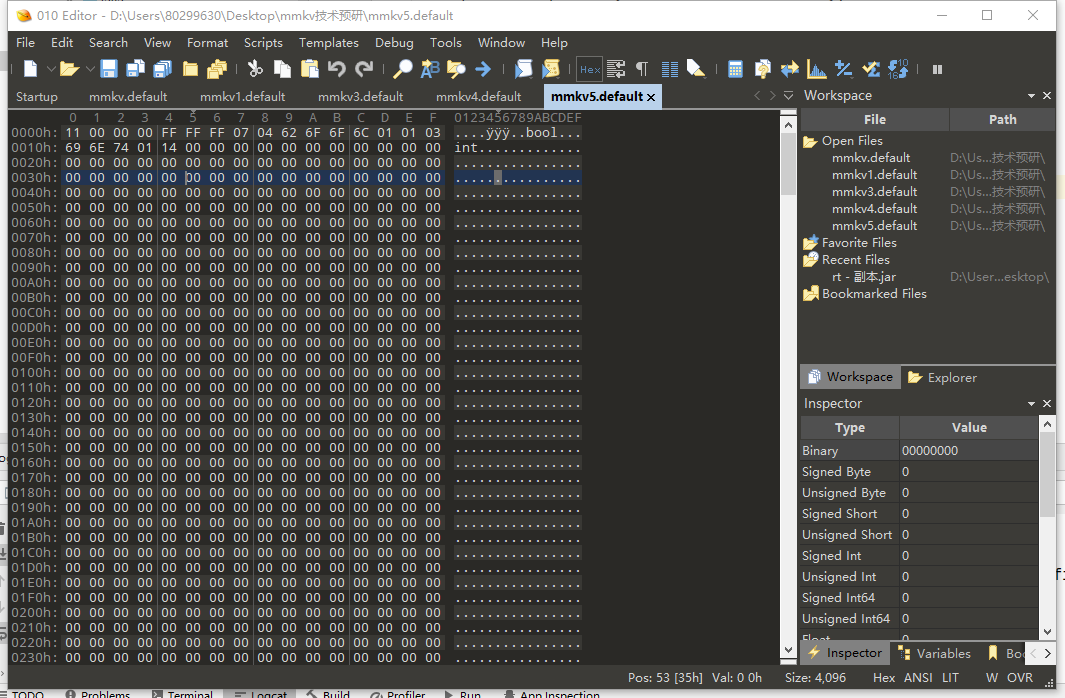 010 Editor - D:\Users\80299630\Desktop\mmkv技术预研\mmkv5.default
File Edit Search View Format Scripts Templates Debug Tools Window Help
Hex
Startup mmkv.default mmkv1.default mmkv3.default mmkv4.default mmkv5.default
0 1 2 3 4 5 6 7 8 9 A B C D E F 0123456789ABCDEF
0000h: 11 00 00 00 FF FF FF 07 04 62 6F 6F 6C 01 01 03 ....ÿÿÿ..bool...
0010h: 69 6E 74 01 14 00 00 00 00 00 00 00 00 00 00 00 int.............
0020h: 00 00 00 00 00 00 00 00 00 00 00 00 00 00 00 00 ................
0030h: 00 00 00 00 00 00 00 00 00 00 00 00 00 00 00 00 ................
0040h: 00 00 00 00 00 00 00 00 00 00 00 00 00 00 00 00 ................
0050h: 00 00 00 00 00 00 00 00 00 00 00 00 00 00 00 00 ................
0060h: 00 00 00 00 00 00 00 00 00 00 00 00 00 00 00 00 ................
0070h: 00 00 00 00 00 00 00 00 00 00 00 00 00 00 00 00 ................
0080h: 00 00 00 00 00 00 00 00 00 00 00 00 00 00 00 00 ................
0090h: 00 00 00 00 00 00 00 00 00 00 00 00 00 00 00 00 ................
00A0h: 00 00 00 00 00 00 00 00 00 00 00 00 00 00 00 00 ................
00B0h: 00 00 00 00 00 00 00 00 00 00 00 00 00 00 00 00 ................
00C0h: 00 00 00 00 00 00 00 00 00 00 00 00 00 00 00 00 ................
00D0h: 00 00 00 00 00 00 00 00 00 00 00 00 00 00 00 00 ................
00E0h: 00 00 00 00 00 00 00 00 00 00 00 00 00 00 00 00 ................
00F0h: 00 00 00 00 00 00 00 00 00 00 00 00 00 00 00 00 ................
0100h: 00 00 00 00 00 00 00 00 00 00 00 00 00 00 00 00 ................
0110h: 00 00 00 00 00 00 00 00 00 00 00 00 00 00 00 00 ................
0120h: 00 00 00 00 00 00 00 00 00 00 00 00 00 00 00 00 ................
0130h: 00 00 00 00 00 00 00 00 00 00 00 00 00 00 00 00 ................
0140h: 00 00 00 00 00 00 00 00 00 00 00 00 00 00 00 00 ................
0150h: 00 00 00 00 00 00 00 00 00 00 00 00 00 00 00 00 ................
0160h: 00 00 00 00 00 00 00 00 00 00 00 00 00 00 00 00 ................
0170h: 00 00 00 00 00 00 00 00 00 00 00 00 00 00 00 00 ................
0180h: 00 00 00 00 00 00 00 00 00 00 00 00 00 00 00 00 ................
0190h: 00 00 00 00 00 00 00 00 00 00 00 00 00 00 00 00 ................
01A0h: 00 00 00 00 00 00 00 00 00 00 00 00 00 00 00 00 ................
01B0h: 00 00 00 00 00 00 00 00 00 00 00 00 00 00 00 00 ................
01C0h: 00 00 00 00 00 00 00 00 00 00 00 00 00 00 00 00 ................
01D0h: 00 00 00 00 00 00 00 00 00 00 00 00 00 00 00 00 ................
01E0h: 00 00 00 00 00 00 00 00 00 00 00 00 00 00 00 00 ................
01F0h: 00 00 00 00 00 00 00 00 00 00 00 00 00 00 00 00 ................
0200h: 00 00 00 00 00 00 00 00 00 00 00 00 00 00 00 00 ................
0210h: 00 00 00 00 00 00 00 00 00 00 00 00 00 00 00 00 ................
0220h: 00 00 00 00 00 00 00 00 00 00 00 00 00 00 00 00 ................
0230h: 00 00 00 00 00 00 00 00 00 00 00 00 00 00 00 00 ................
Workspace
File Path
Open Files
mmkv.default D:\Us...技术预研\
mmkv1.default D:\Us...技术预研\
mmkv3.default D:\Us...技术预研\
mmkv4.default D:\Us...技术预研\
mmkv5.default D:\Us...技术预研\
Favorite Files
Recent Files
rt - 副本.jar D:\User...esktop\
Bookmarked Files
Workspace Explorer
Inspector
Type Value
Binary 00000000
Signed Byte 0
Unsigned Byte 0
Signed Short 0
Unsigned Short 0
Signed Int 0
Unsigned Int 0
Signed Int64 0
Unsigned Int64 0
Float 0
Inspector Variables Boo
Pos: 53 [35h] Val: 0 0h Size: 4,096 Hex ANSI LIT W OVR
TODO Problems Terminal Logcat Build Profiler Run App Inspection